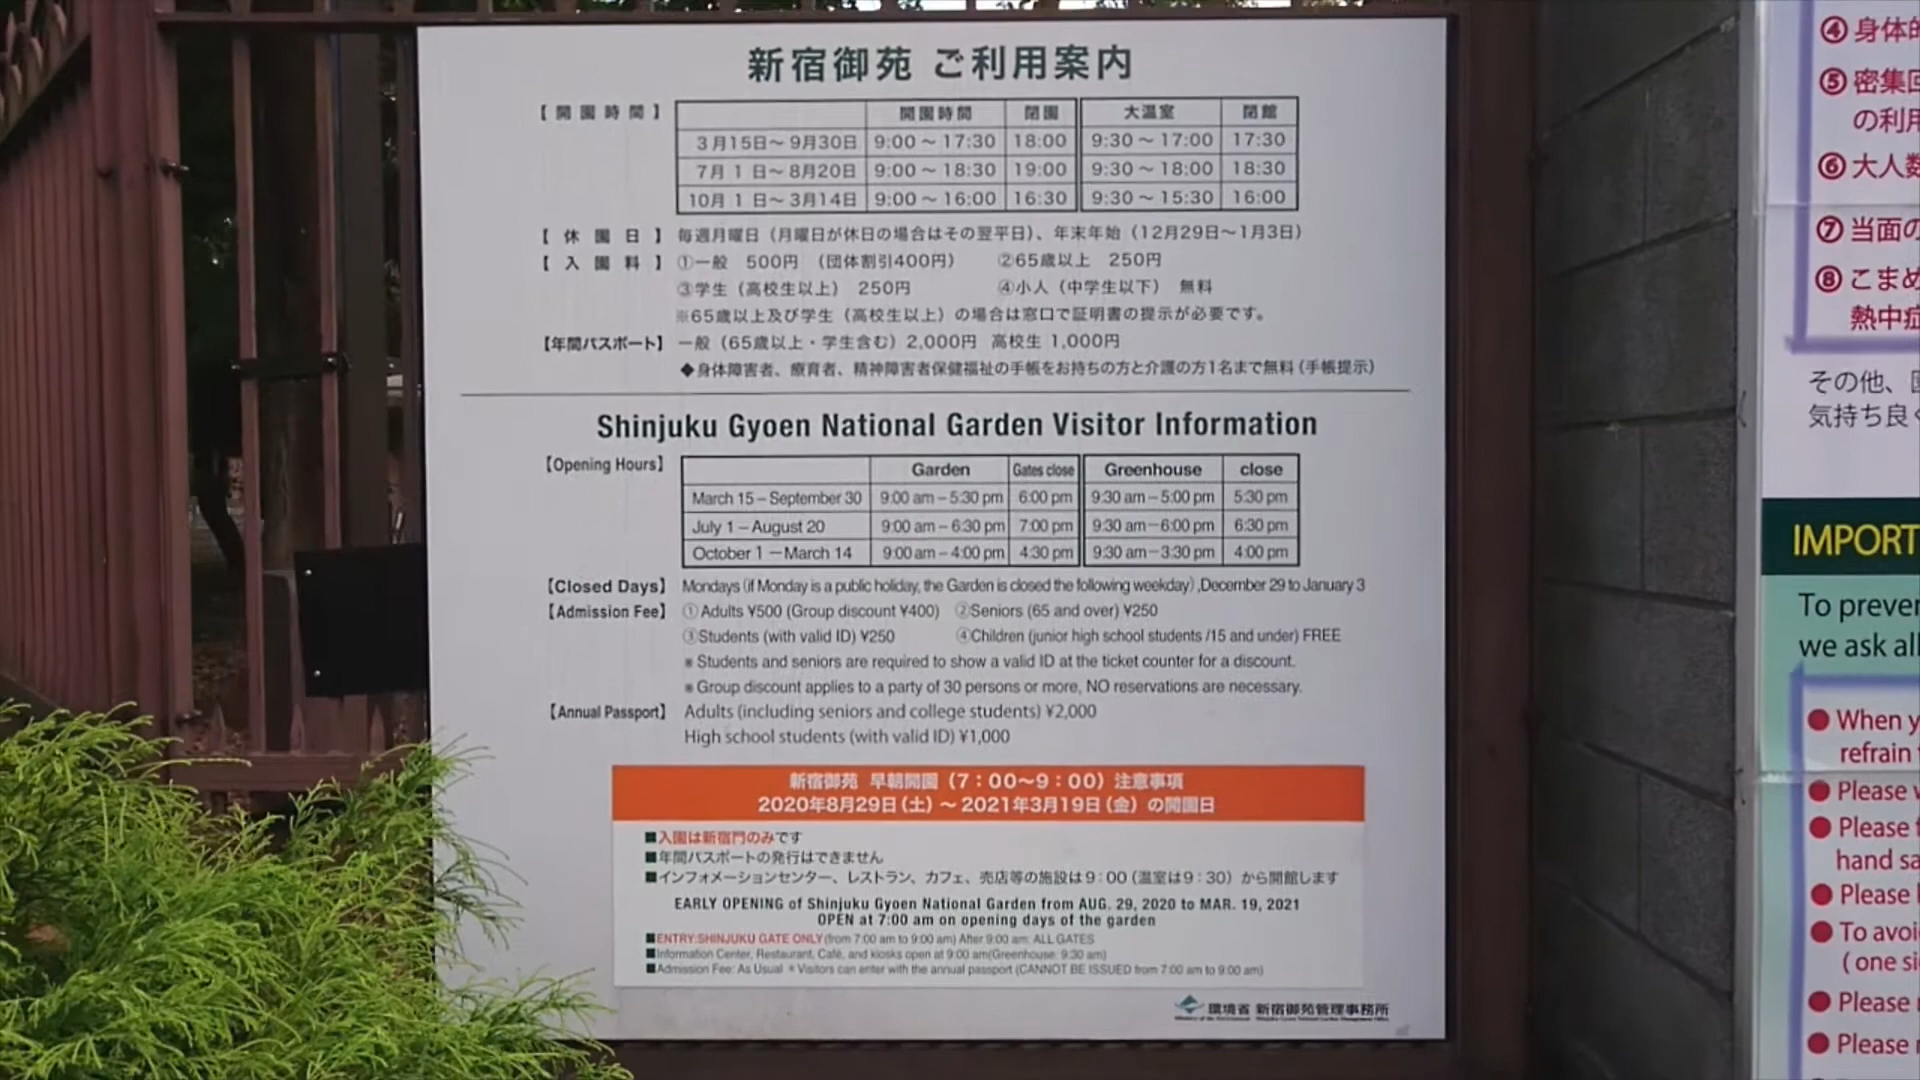 新宿御苑 ご利用案内
【開園時間】
開園時間 閉園 大温室 閉館
3月15日〜9月30日 9:00〜17:30 18:00 9:30〜17:00 17:30
7月1日〜8月20日 9:00〜18:30 19:00 9:30〜18:00 18:30
10月1日〜3月14日 9:00〜16:00 16:30 9:30〜15:30 16:00
【休園日】毎週月曜日（月曜日が休日の場合はその翌平日）、年末年始（12月29日〜1月3日）
【入園料】①一般 500円 （団体割引400円） ②65歳以上 250円
③学生（高校生以上） 250円 ④小人（中学生以下） 無料
※65歳以上及び学生（高校生以上）の場合は窓口で証明書の提示が必要です。
【年間パスポート】一般（65歳以上・学生含む）2,000円 高校生 1,000円
◆身体障害者、療育者、精神障害者保健福祉の手帳をお持ちの方と介護の方1名まで無料（手帳提示）
Shinjuku Gyoen National Garden Visitor Information
【Opening Hours】
Garden Gates close Greenhouse close
March 15 – September 30 9:00 am – 5:30 pm 6:00 pm 9:30 am – 5:00 pm 5:30 pm
July 1 – August 20 9:00 am – 6:30 pm 7:00 pm 9:30 am – 6:00 pm 6:30 pm
October 1 – March 14 9:00 am – 4:00 pm 4:30 pm 9:30 am – 3:30 pm 4:00 pm
【Closed Days】 Mondays (if Monday is a public holiday, the Garden is closed the following weekday) ,December 29 to January 3
【Admission Fee】 ①Adults ¥500 (Group discount ¥400) ②Seniors (65 and over) ¥250
③Students (with valid ID) ¥250 ④Children (junior high school students /15 and under) FREE
※ Students and seniors are required to show a valid ID at the ticket counter for a discount.
※ Group discount applies to a party of 30 persons or more, NO reservations are necessary.
【Annual Passport】 Adults (including seniors and college students) ¥2,000
High school students (with valid ID) ¥1,000
新宿御苑 早朝開園（7：00〜9：00）注意事項
2020年8月29日（土）〜2021年3月19日（金）の開園日
■入園は新宿門のみです
■年間パスポートの発行はできません
■インフォメーションセンター、レストラン、カフェ、売店等の施設は9：00（温室は9：30）から開館します
EARLY OPENING of Shinjuku Gyoen National Garden from AUG. 29, 2020 to MAR. 19, 2021
OPEN at 7:00 am on opening days of the garden
■ENTRY:SHINJUKU GATE ONLY(from 7:00 am to 9:00 am) After 9:00 am: ALL GATES
■Information Center, Restaurant, Café, and kiosks open at 9:00 am(Greenhouse: 9:30 am)
■Admission Fee: As Usual ※Visitors can enter with the annual passport (CANNOT BE ISSUED from 7:00 am to 9:00 am)
環境省 新宿御苑管理事務所
④ 身体的
⑤ 密集回
の利用
⑥ 大人数
⑦ 当面の
⑧ こまめ
熱中症
その他、
気持ち良く
IMPORT
To preven
we ask all
● When y
refrain
● Please
● Please
hand sa
● Please
● To avoi
( one si
● Please
● Please